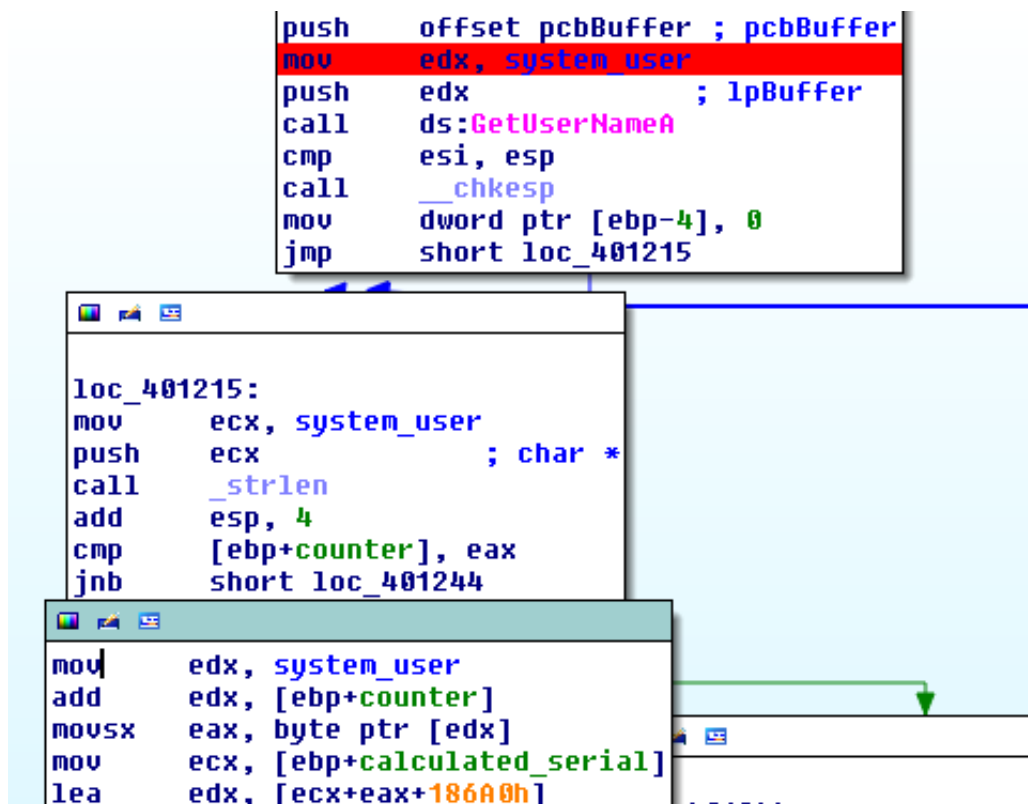 push offset pcbBuffer ; pcbBuffer
mov edx, system_user
push edx ; lpBuffer
call ds:GetUserNameA
cmp esi, esp
call __chkesp
mov dword ptr [ebp-4], 0
jmp short loc_401215
loc_401215:
mov ecx, system_user
push ecx ; char *
call _strlen
add esp, 4
cmp [ebp+counter], eax
jnb short loc_401244
mov edx, system_user
add edx, [ebp+counter]
movsx eax, byte ptr [edx]
mov ecx, [ebp+calculated_serial]
lea edx, [ecx+eax+186A0h]